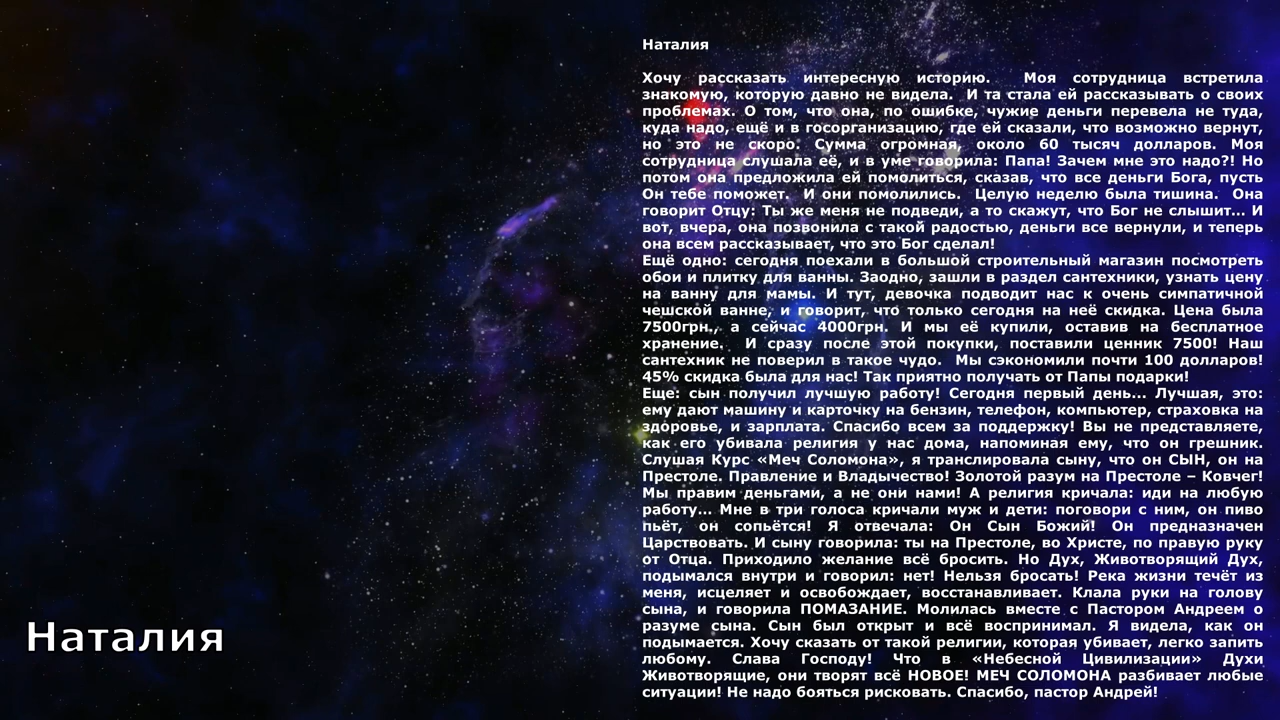 Наталия
Хочу рассказать интересную историю. Моя сотрудница встретила
знакомую, которую давно не видела. И та стала ей рассказывать о своих
проблемах. О том, что она, по ошибке, чужие деньги перевела не туда,
куда надо, ещё и в госорганизацию, где ей сказали, что возможно вернут,
но это не скоро. Сумма огромная, около 60 тысяч долларов. Моя
сотрудница слушала её, и в уме говорила: Папа! Зачем мне это надо?! Но
потом она предложила ей помолиться, сказав, что все деньги Бога, пусть
Он тебе поможет. И они помолились. Целую неделю была тишина. Она
говорит Отцу: Ты же меня не подведи, а то скажут, что Бог не слышит... И
вот, вчера, она позвонила с такой радостью, деньги все вернули, и теперь
она всем рассказывает, что это Бог сделал!
Ещё одно: сегодня поехали в большой строительный магазин посмотреть
обои и плитку для ванны. Заодно, зашли в раздел сантехники, узнать цену
на ванну для мамы. И тут, девочка подводит нас к очень симпатичной
чешской ванне, и говорит, что только сегодня на неё скидка. Цена была
7500грн., а сейчас 4000грн. И мы её купили, оставив на бесплатное
хранение. И сразу после этой покупки, поставили ценник 7500! Наш
сантехник не поверил в такое чудо. Мы сэкономили почти 100 долларов!
45% скидка была для нас! Так приятно получать от Папы подарки!
Еще: сын получил лучшую работу! Сегодня первый день... Лучшая, это:
ему дают машину и карточку на бензин, телефон, компьютер, страховка на
здоровье, и зарплата. Спасибо всем за поддержку! Вы не представляете,
как его убивала религия у нас дома, напоминая ему, что он грешник.
Слушая Курс «Меч Соломона», я транслировала сыну, что он СЫН, он на
Престоле. Правление и Владычество! Золотой разум на Престоле – Ковчег!
Мы правим деньгами, а не они нами! А религия кричала: иди на любую
работу... Мне в три голоса кричали муж и дети: поговори с ним, он пиво
пьёт, он сопьётся! Я отвечала: Он Сын Божий! Он предназначен
Царствовать. И сыну говорила: ты на Престоле, во Христе, по правую руку
от Отца. Приходило желание всё бросить. Но Дух, Животворящий Дух,
подымался внутри и говорил: нет! Нельзя бросать! Река жизни течёт из
меня, исцеляет и освобождает, восстанавливает. Клала руки на голову
сына, и говорила ПОМАЗАНИЕ. Молилась вместе с Пастором Андреем о
разуме сына. Сын был открыт и всё воспринимал. Я видела, как он
подымается. Хочу сказать от такой религии, которая убивает, легко запить
любому. Слава Господу! Что в «Небесной Цивилизации» Духи
Животворящие, они творят всё НОВОЕ! МЕЧ СОЛОМОНА разбивает любые
ситуации! Не надо бояться рисковать. Спасибо, пастор Андрей!
Наталия